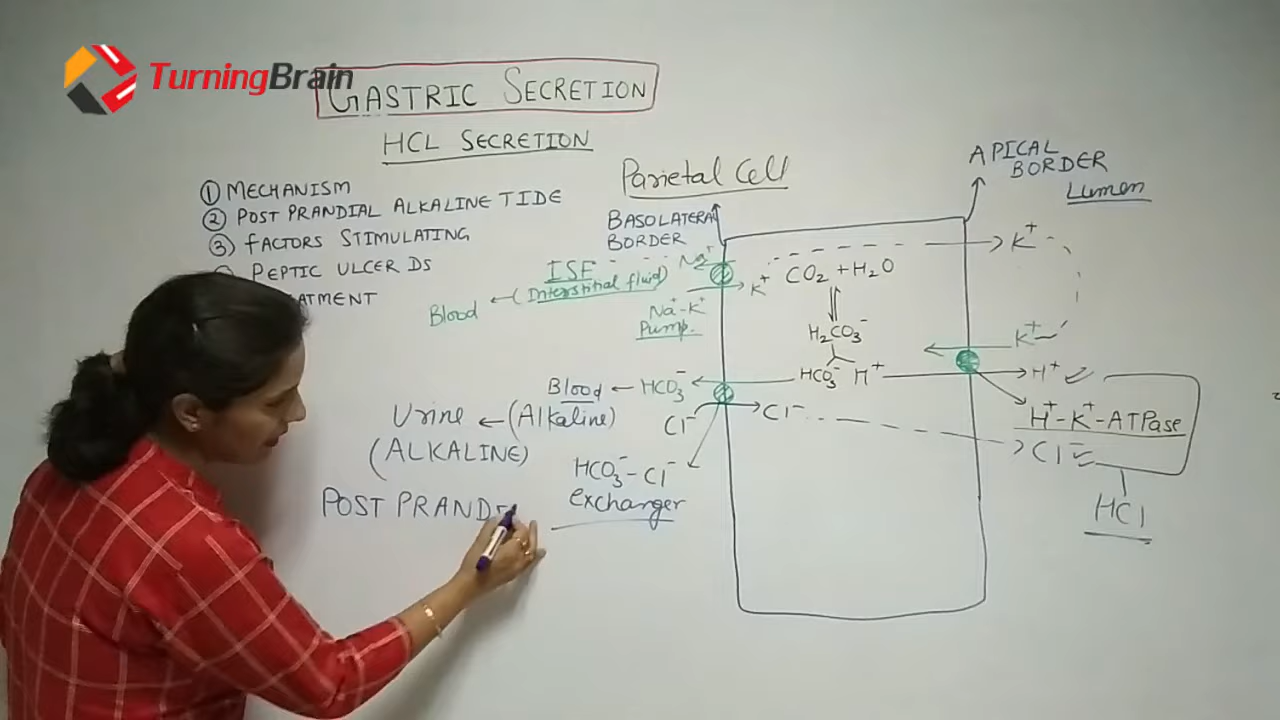 TurningBrain
GASTRIC SECRETION
HCL SECRETION
① MECHANISM
② POST PRANDIAL ALKALINE TIDE
③ FACTORS STIMULATING
PEPTIC ULCER DS
ATMENT
Parietal Cell
APICAL
BORDER
Lumen
BASOLATERA
BORDER
Na⁺
ISF
(Interstitial fluid)
Blood
K⁺
Na⁺-K⁺
Pump.
CO2 + H2O
H2CO3⁻
HCO3⁻ H⁺
K⁺
K⁺
H⁺
H⁺-K⁺-ATPase
Cl⁻
HCl
Blood ← HCO3⁻
Urine ← (Alkaline)
(ALKALINE)
Cl⁻
Cl⁻
HCO3⁻-Cl⁻
exchanger
POST PRAND